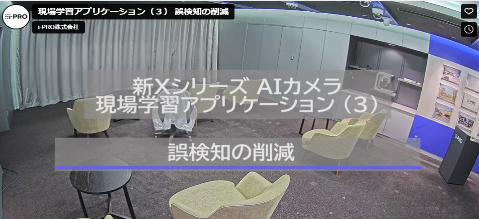 i-PRO
現場学習アプリケーション（3） 誤検知の削減
i-PRO株式会社
新Xシリーズ AIカメラ
現場学習アプリケーション（3）
誤検知の削減